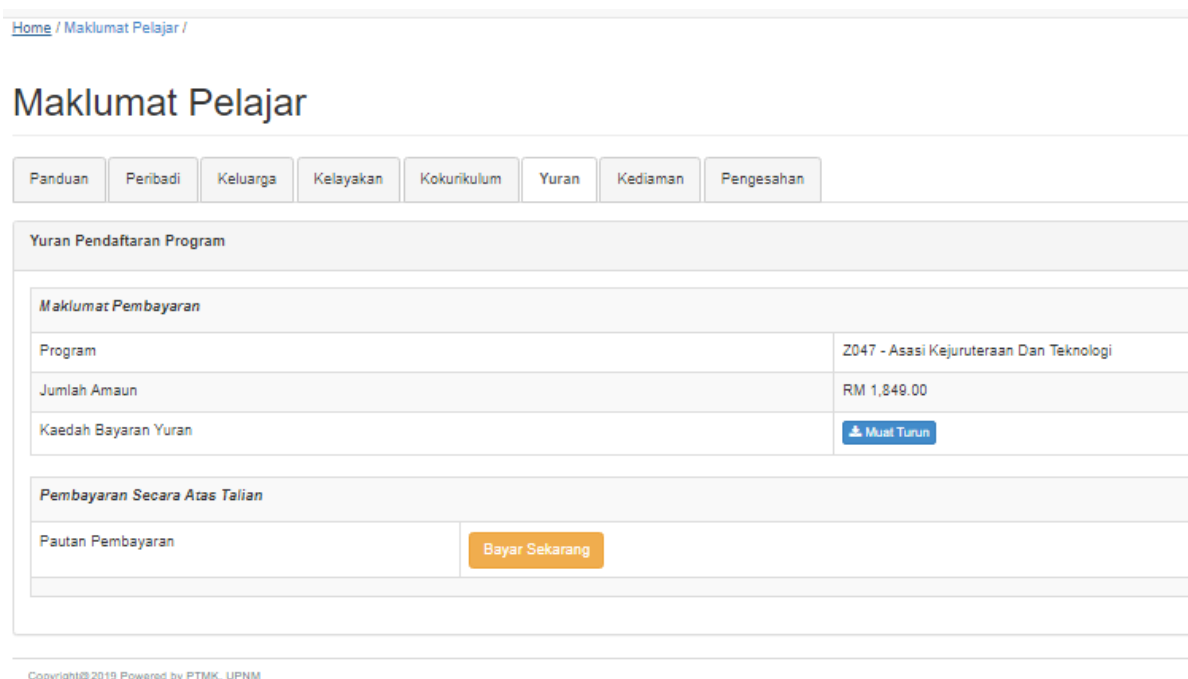 Home / Maklumat Pelajar /
Maklumat Pelajar
Panduan Peribadi Keluarga Kelayakan Kokurikulum Yuran Kediaman Pengesahan
Yuran Pendaftaran Program
Maklumat Pembayaran
Program Z047 - Asasi Kejuruteraan Dan Teknologi
Jumlah Amaun RM 1,849.00
Kaedah Bayaran Yuran Muat Turun
Pembayaran Secara Atas Talian
Pautan Pembayaran Bayar Sekarang
Copyright@2019 Powered by PTMK, UPNM